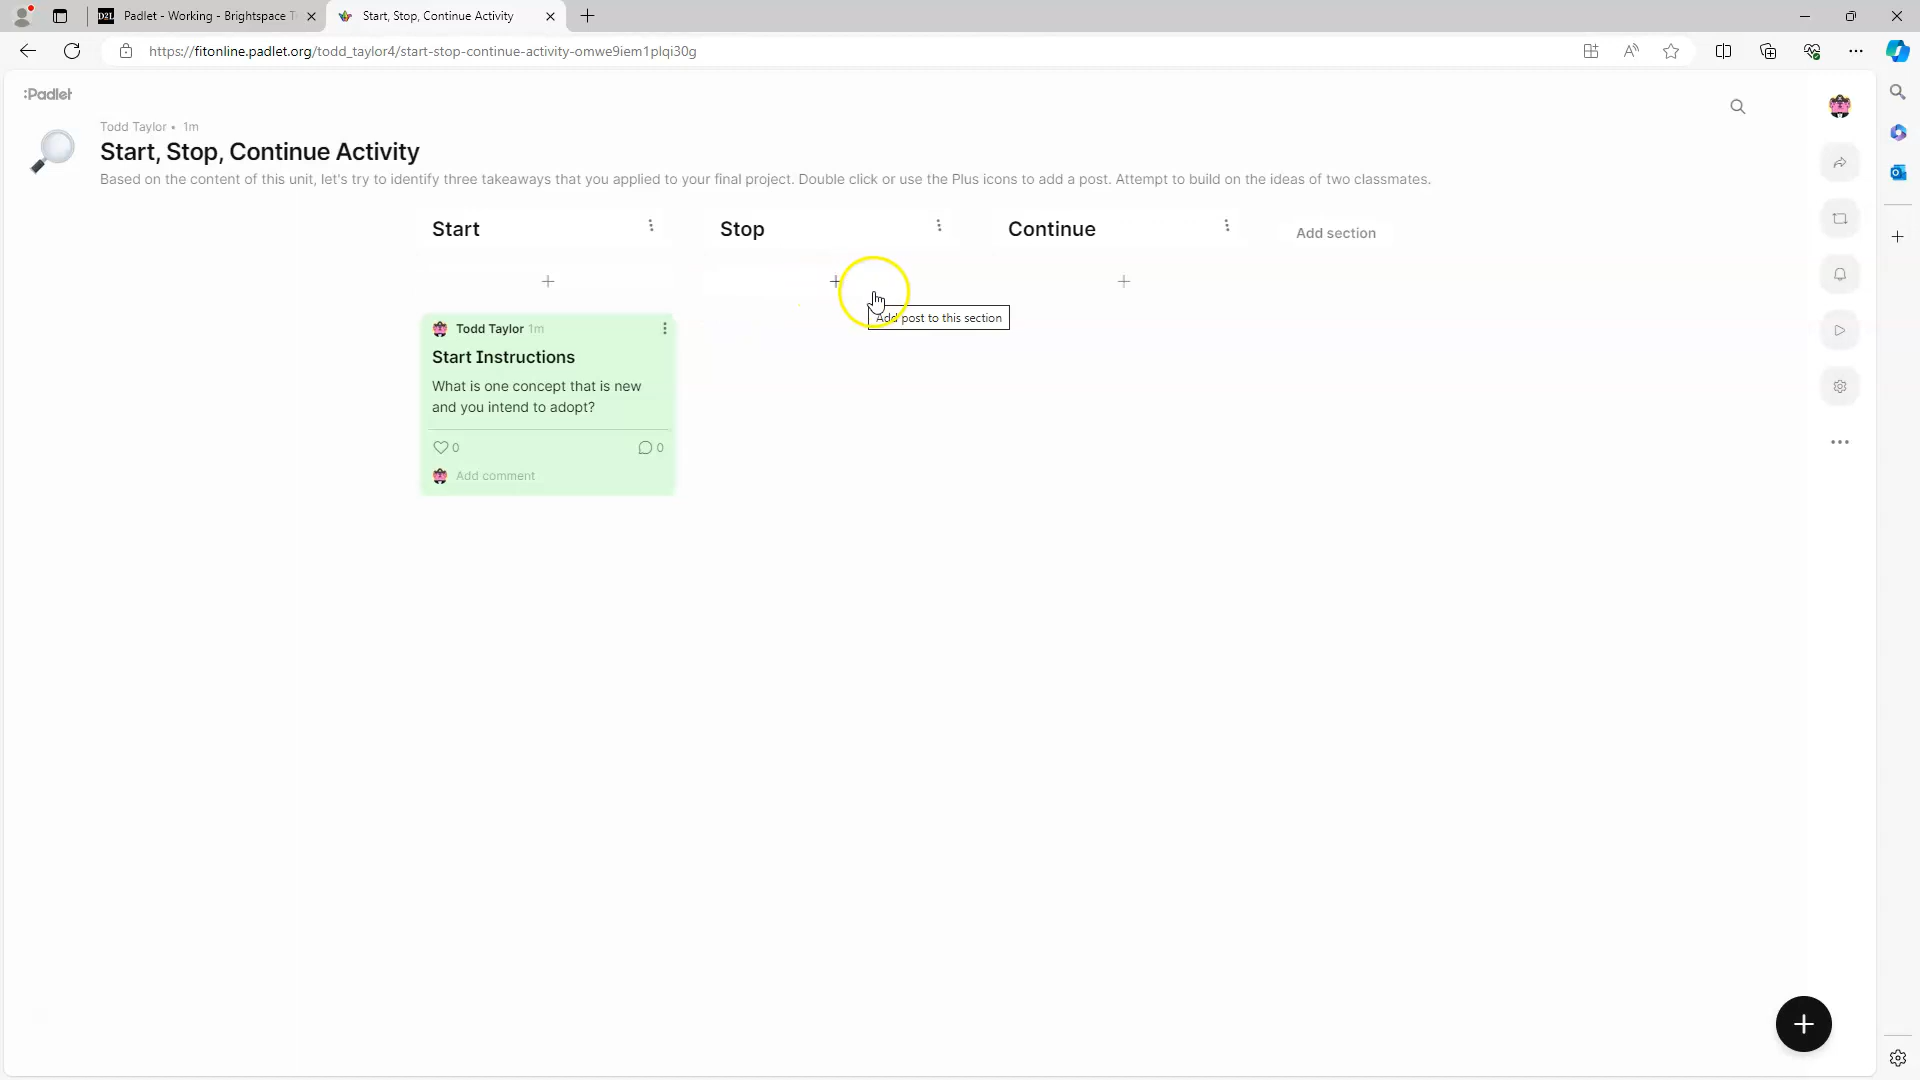 D2L Padlet - Working - Brightspace T
Start, Stop, Continue Activity
https://fitonline.padlet.org/todd_taylor4/start-stop-continue-activity-omwe9iem1plqi30g
:Padlet
Todd Taylor • 1m
Start, Stop, Continue Activity
Based on the content of this unit, let's try to identify three takeaways that you applied to your final project. Double click or use the Plus icons to add a post. Attempt to build on the ideas of two classmates.
Start
Stop
Continue
Add section
Add post to this section
Todd Taylor 1m
Start Instructions
What is one concept that is new
and you intend to adopt?
0
0
Add comment